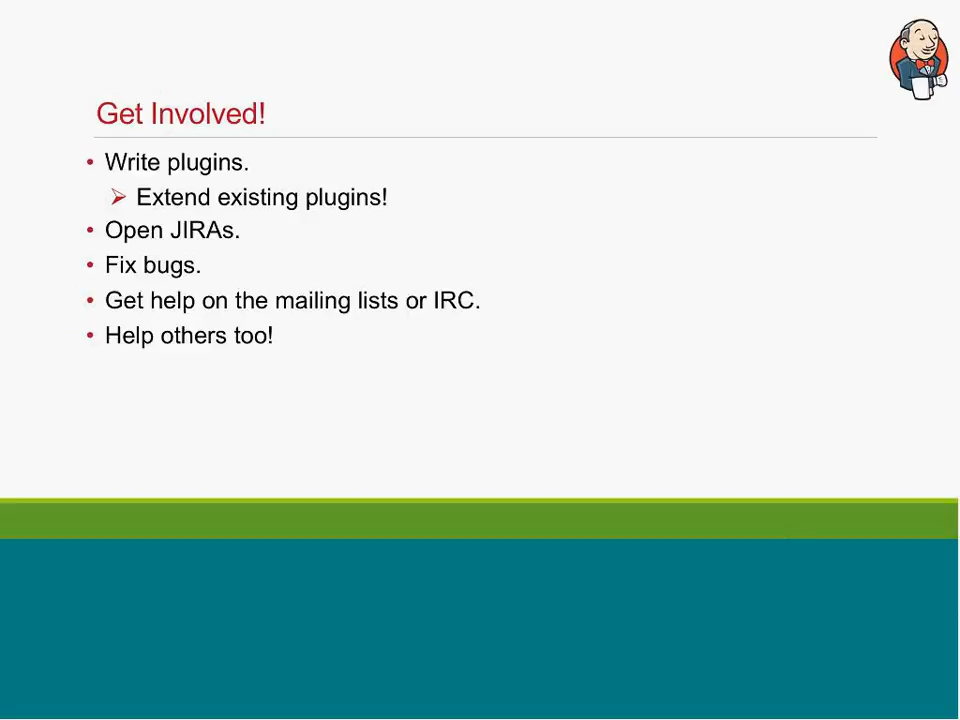 Get Involved!
• Write plugins.
➢ Extend existing plugins!
• Open JIRAs.
• Fix bugs.
• Get help on the mailing lists or IRC.
• Help others too!